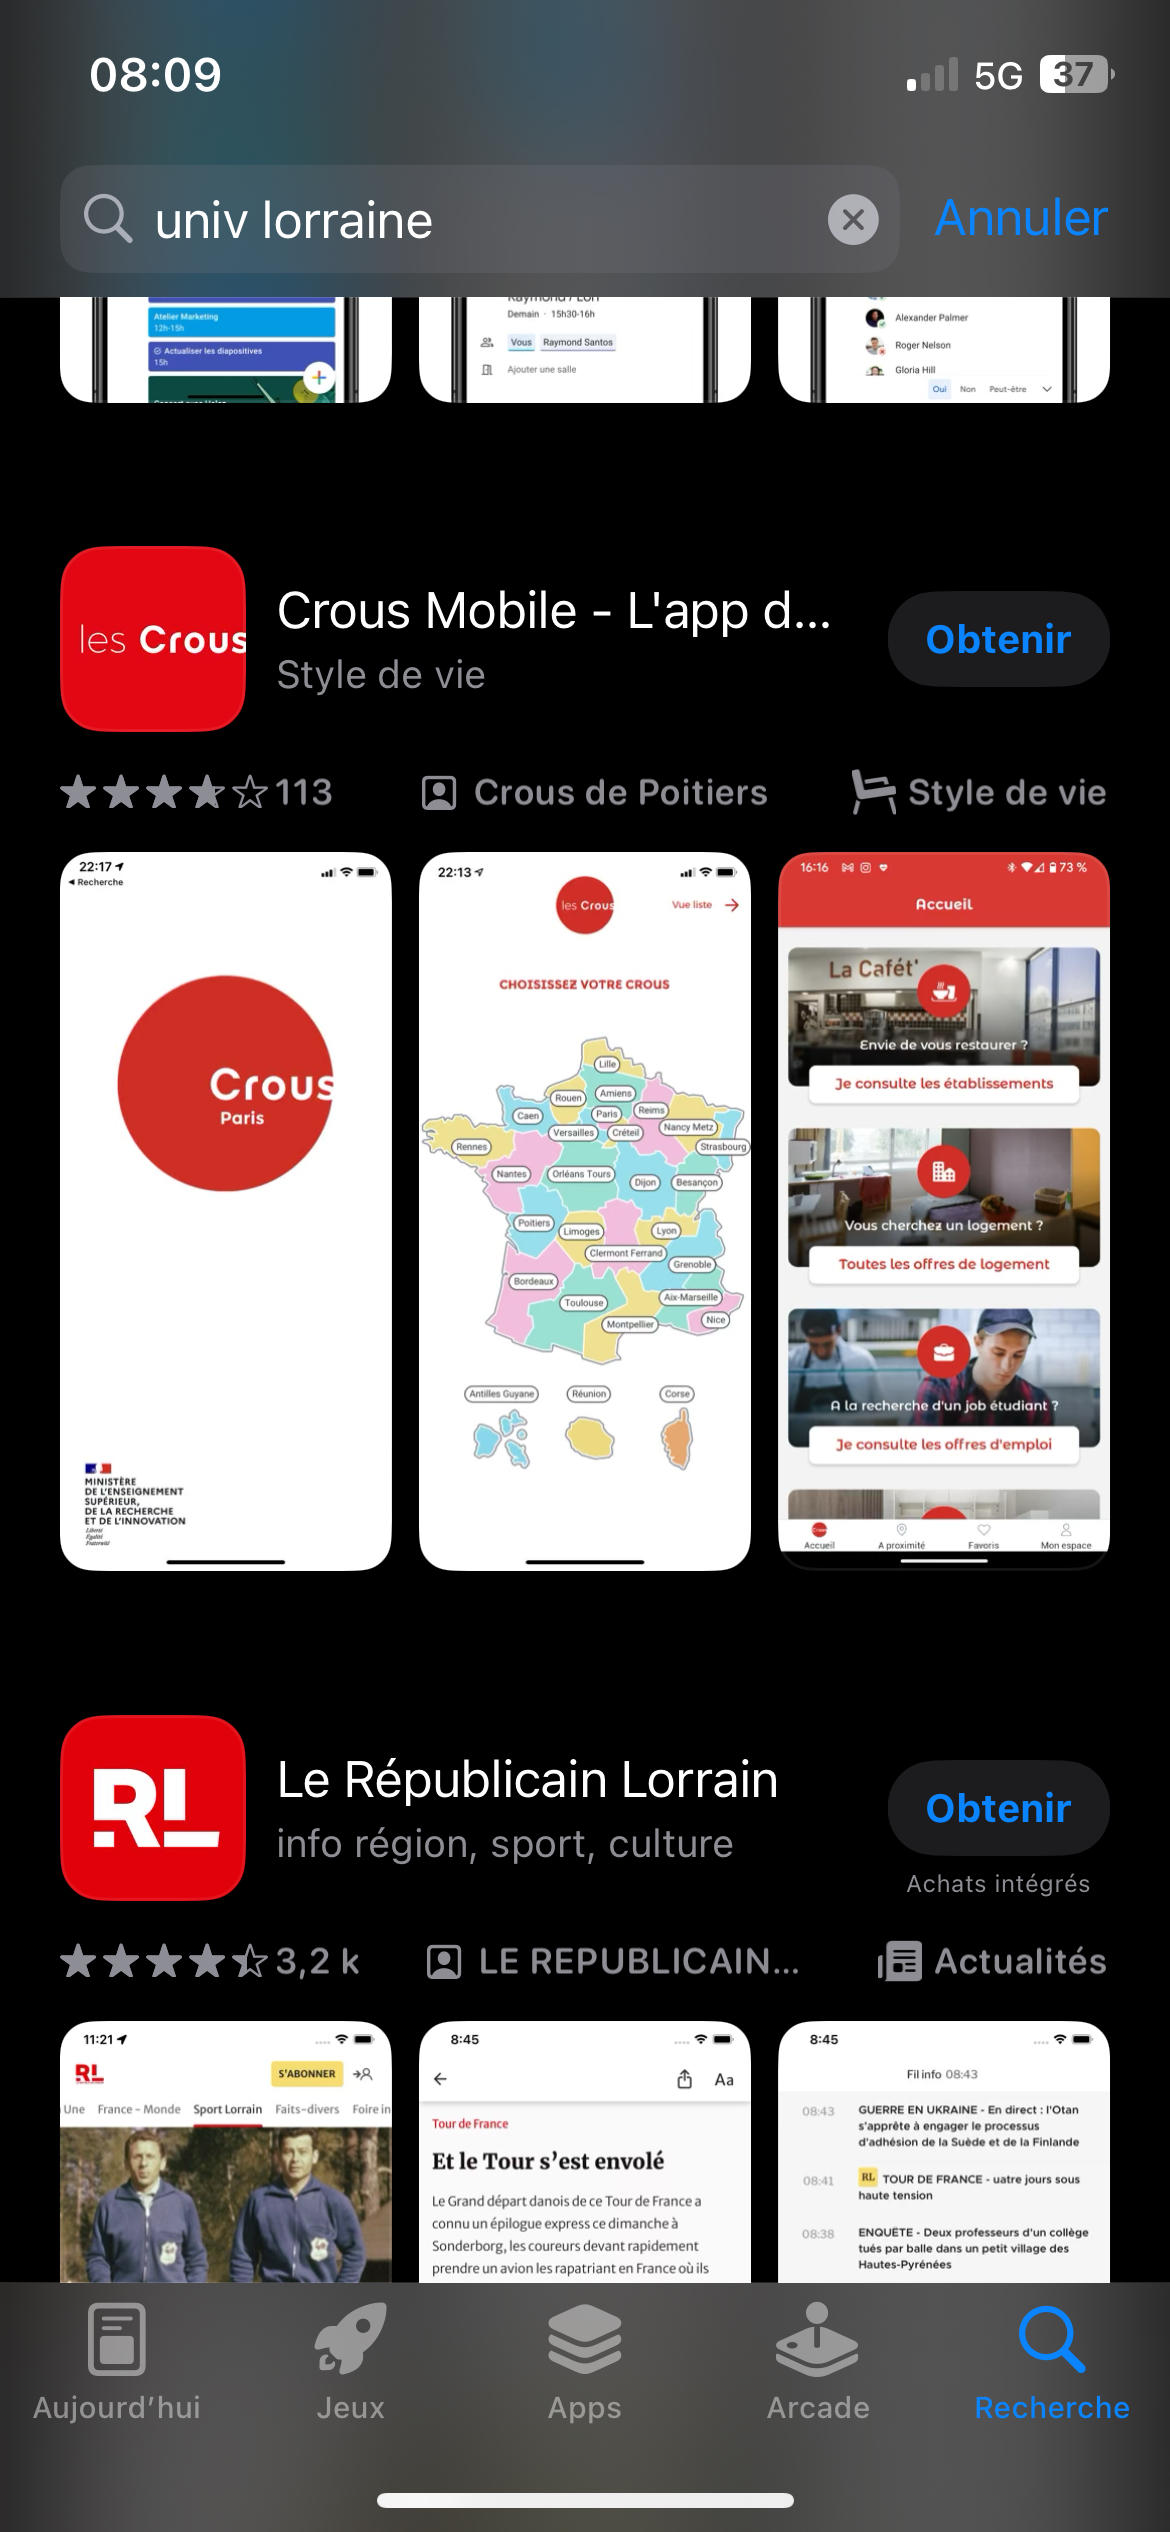 08:09
5G
37
univ lorraine
Annuler
Atelier Marketing
12h-15h
Actualiser les diapositives
15h
Demain · 15h30-16h
Vous
Raymond Santos
Ajouter une salle
Alexander Palmer
Roger Nelson
Gloria Hill
Oui
Non
Peut-être
les Crous
Crous Mobile - L'app d...
Style de vie
Obtenir
113
Crous de Poitiers
Style de vie
22:17
Recherche
Crous
Paris
MINISTÈRE
DE L'ENSEIGNEMENT
SUPÉRIEUR,
DE LA RECHERCHE
ET DE L'INNOVATION
Liberté
Égalité
Fraternité
22:13
les Crous
Vue liste
CHOISISSEZ VOTRE CROUS
Lille
Rouen
Amiens
Caen
Paris
Reims
Versailles
Créteil
Nancy Metz
Rennes
Strasbourg
Nantes
Orléans Tours
Dijon
Besançon
Poitiers
Limoges
Lyon
Clermont Ferrand
Grenoble
Bordeaux
Toulouse
Aix-Marseille
Montpellier
Nice
Antilles Guyane
Réunion
Corse
16:16
73 %
Accueil
La Cafét'
Envie de vous restaurer ?
Je consulte les établissements
Vous cherchez un logement ?
Toutes les offres de logement
A la recherche d'un job étudiant ?
Je consulte les offres d'emploi
Accueil
A proximité
Favoris
Mon espace
RL
Le Républicain Lorrain
info région, sport, culture
Obtenir
Achats intégrés
3,2 k
LE REPUBLICAIN...
Actualités
11:21
RL
S'ABONNER
Une
France - Monde
Sport Lorrain
Faits-divers
Foire in
8:45
Aa
Tour de France
Et le Tour s'est envolé
Le Grand départ danois de ce Tour de France a
connu un épilogue express ce dimanche à
Sonderborg, les coureurs devant rapidement
prendre un avion les rapatriant en France où ils
8:45
Fil info 08:43
08:43
GUERRE EN UKRAINE - En direct : l'Otan
s'apprête à engager le processus
d'adhésion de la Suède et de la Finlande
08:41
RL TOUR DE FRANCE - uatre jours sous
haute tension
08:38
ENQUÊTE - Deux professeurs d'un collège
tués par balle dans un petit village des
Hautes-Pyrénées
Aujourd'hui
Jeux
Apps
Arcade
Recherche